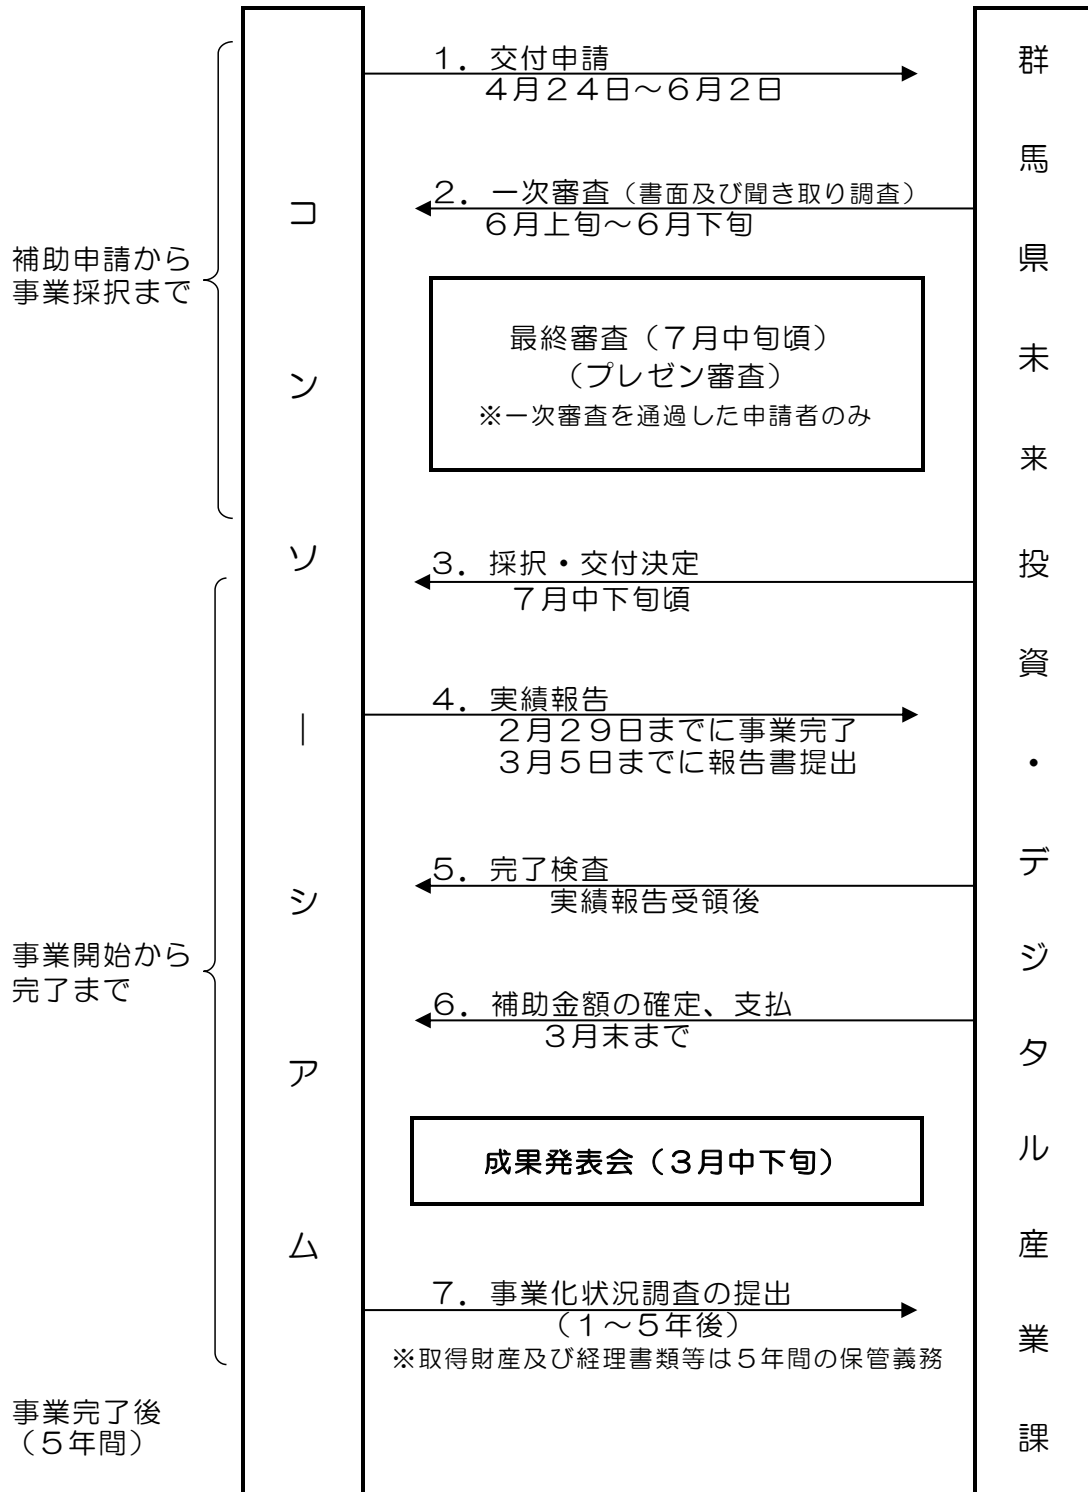 補助申請から
事業採択まで
事業開始から
完了まで
事業完了後
（５年間）
コンソーシアム
１．交付申請
４月２４日～６月２日
２．一次審査（書面及び聞き取り調査）
６月上旬～６月下旬
最終審査（７月中旬頃）
（プレゼン審査）
※一次審査を通過した申請者のみ
３．採択・交付決定
７月中下旬頃
４．実績報告
２月２９日までに事業完了
３月５日までに報告書提出
５．完了検査
実績報告受領後
６．補助金額の確定、支払
３月末まで
成果発表会（３月中下旬）
７．事業化状況調査の提出
（１～５年後）
※取得財産及び経理書類等は５年間の保管義務
群馬県未来投資・デジタル産業課